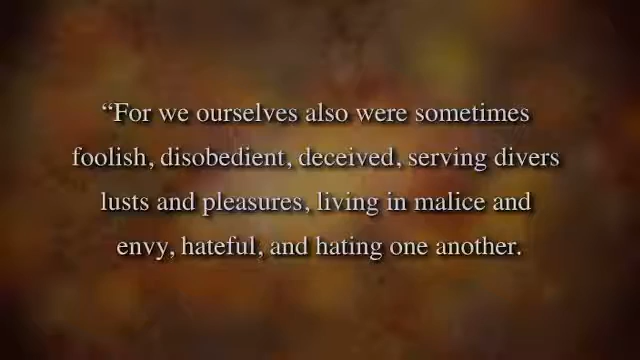 “For we ourselves also were sometimes
foolish, disobedient, deceived, serving divers
lusts and pleasures, living in malice and
envy, hateful, and hating one another.